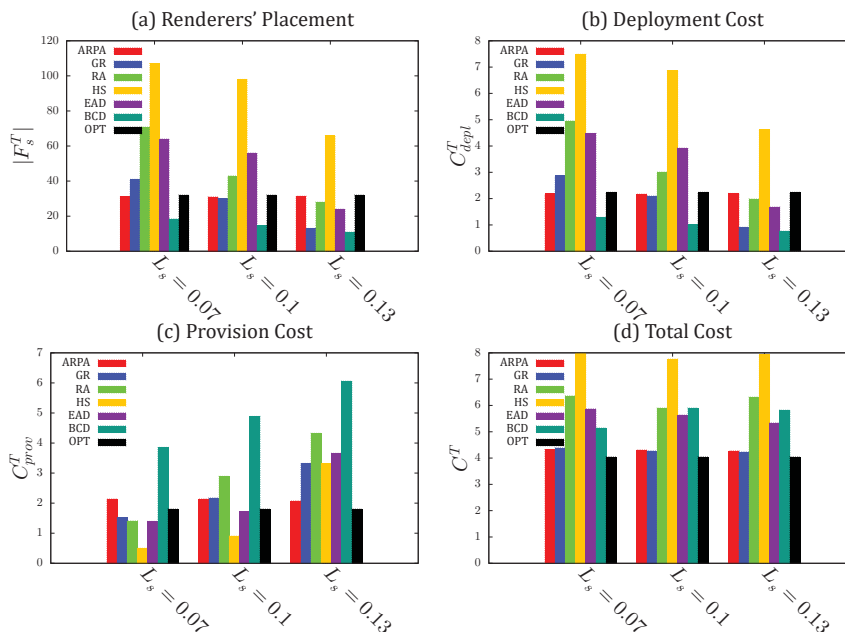 (a) Renderers' Placement
120
100
80
60
40
20
0
|F_s^T|
ARPA
GR
RA
HS
EAD
BCD
OPT
L_s = 0.07
L_s = 0.1
L_s = 0.13
(b) Deployment Cost
8
7
6
5
4
3
2
1
0
C_{depl}^T
ARPA
GR
RA
HS
EAD
BCD
OPT
L_s = 0.07
L_s = 0.1
L_s = 0.13
(c) Provision Cost
7
6
5
4
3
2
1
0
C_{prov}^T
ARPA
GR
RA
HS
EAD
BCD
OPT
L_s = 0.07
L_s = 0.1
L_s = 0.13
(d) Total Cost
8
7
6
5
4
3
2
1
0
C^T
ARPA
GR
RA
HS
EAD
BCD
OPT
L_s = 0.07
L_s = 0.1
L_s = 0.13